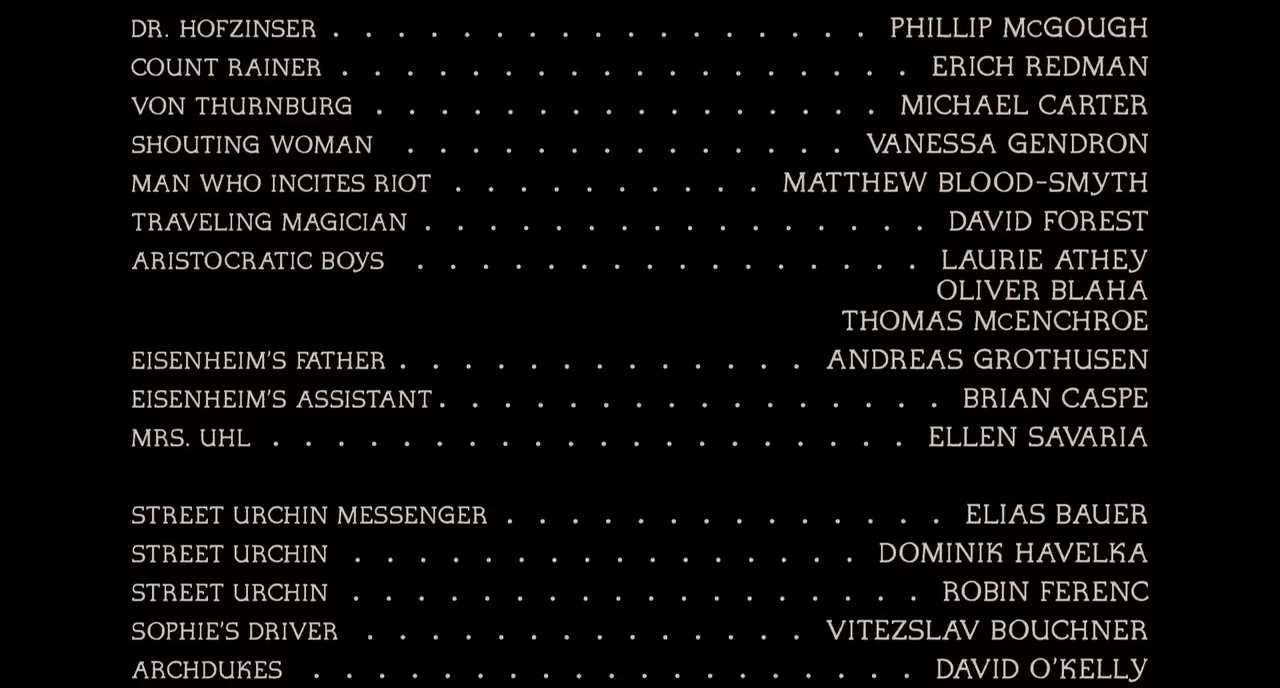 DR. HOFZINSER . . . . . . . . . . . . . . . . . PHILLIP McGOUGH
COUNT RAINER . . . . . . . . . . . . . . . . . . ERICH REDMAN
VON THURNBURG . . . . . . . . . . . . . . . . MICHAEL CARTER
SHOUTING WOMAN . . . . . . . . . . . . . . VANESSA GENDRON
MAN WHO INCITES RIOT . . . . . . . . . . MATTHEW BLOOD-SMYTH
TRAVELING MAGICIAN . . . . . . . . . . . . . . . . DAVID FOREST
ARISTOCRATIC BOYS . . . . . . . . . . . . . . . . LAURIE ATHEY
OLIVER BLAHA
THOMAS McENCHROE
EISENHEIM'S FATHER . . . . . . . . . . . . . ANDREAS GROTHUSEN
EISENHEIM'S ASSISTANT . . . . . . . . . . . . . . . . BRIAN CASPE
MRS. UHL . . . . . . . . . . . . . . . . . . . . ELLEN SAVARIA
STREET URCHIN MESSENGER . . . . . . . . . . . . . . ELIAS BAUER
STREET URCHIN . . . . . . . . . . . . . . . . DOMINIK HAVELKA
STREET URCHIN . . . . . . . . . . . . . . . . . . ROBIN FERENC
SOPHIE'S DRIVER . . . . . . . . . . . . . . VITEZSLAV BOUCHNER
ARCHDUKES . . . . . . . . . . . . . . . . . . . DAVID O'KELLY